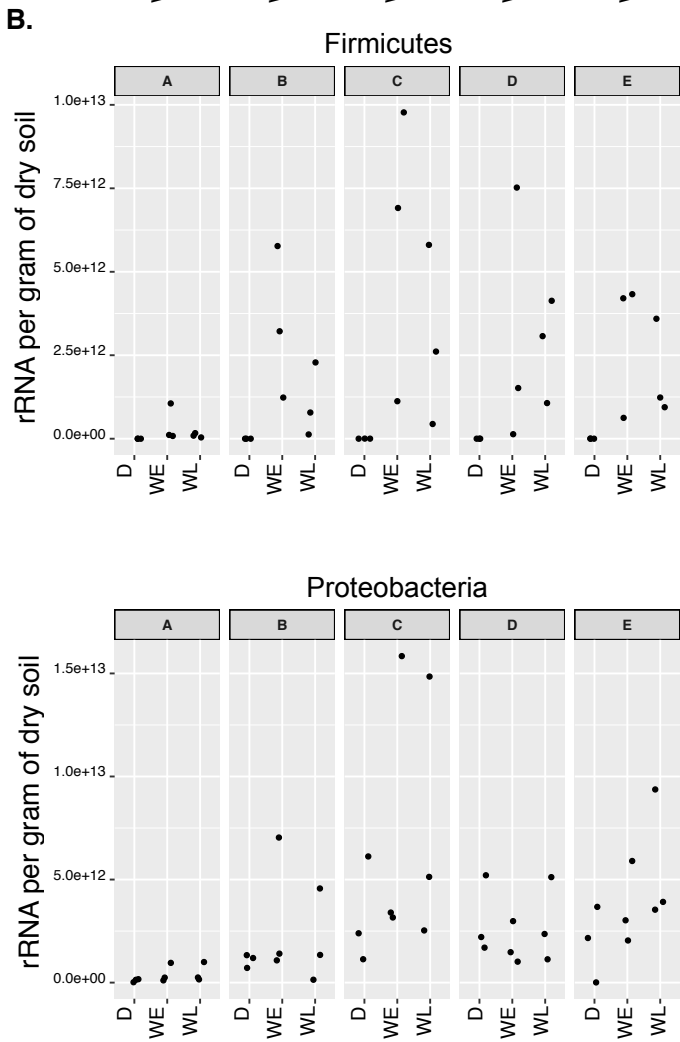 B.
Firmicutes
A B C D E
rRNA per gram of dry soil
1.0e+13
7.5e+12
5.0e+12
2.5e+12
0.0e+00
D WE WL D WE WL D WE WL D WE WL D WE WL
Proteobacteria
A B C D E
rRNA per gram of dry soil
1.5e+13
1.0e+13
5.0e+12
0.0e+00
D WE WL D WE WL D WE WL D WE WL D WE WL